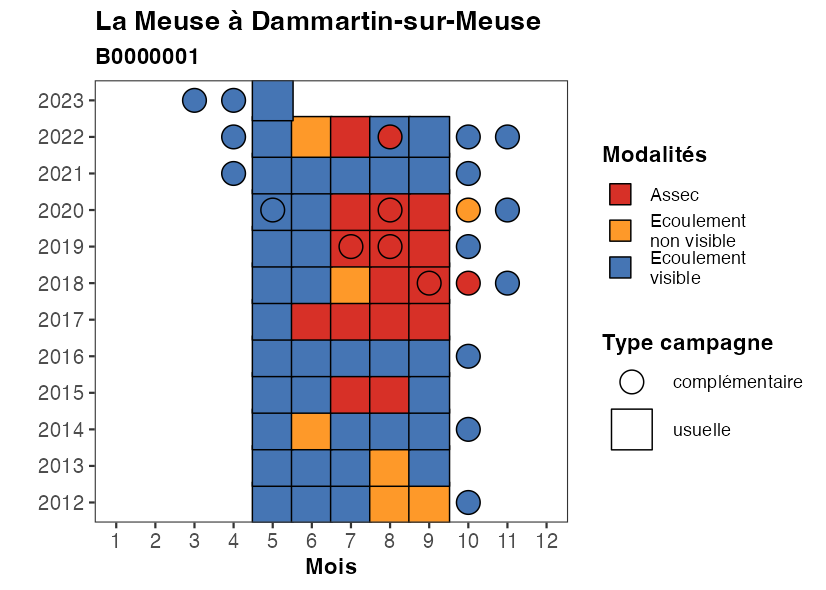 La Meuse à Dammartin-sur-Meuse
B0000001
2023
2022
2021
2020
2019
2018
2017
2016
2015
2014
2013
2012
1 2 3 4 5 6 7 8 9 10 11 12
Mois
Modalités
Assec
Ecoulement
non visible
Ecoulement
visible
Type campagne
complémentaire
usuelle